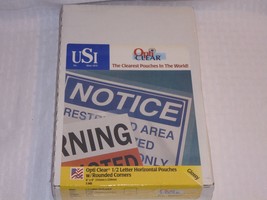 USI
Opti
CLEAR
The Clearest Pouches In The World!
NOTICE
RESTRICTED AREA
ONLY
RNING
Opti Clear® 1/2 Letter Horizontal Pouches
w/Rounded Corners
Glossy